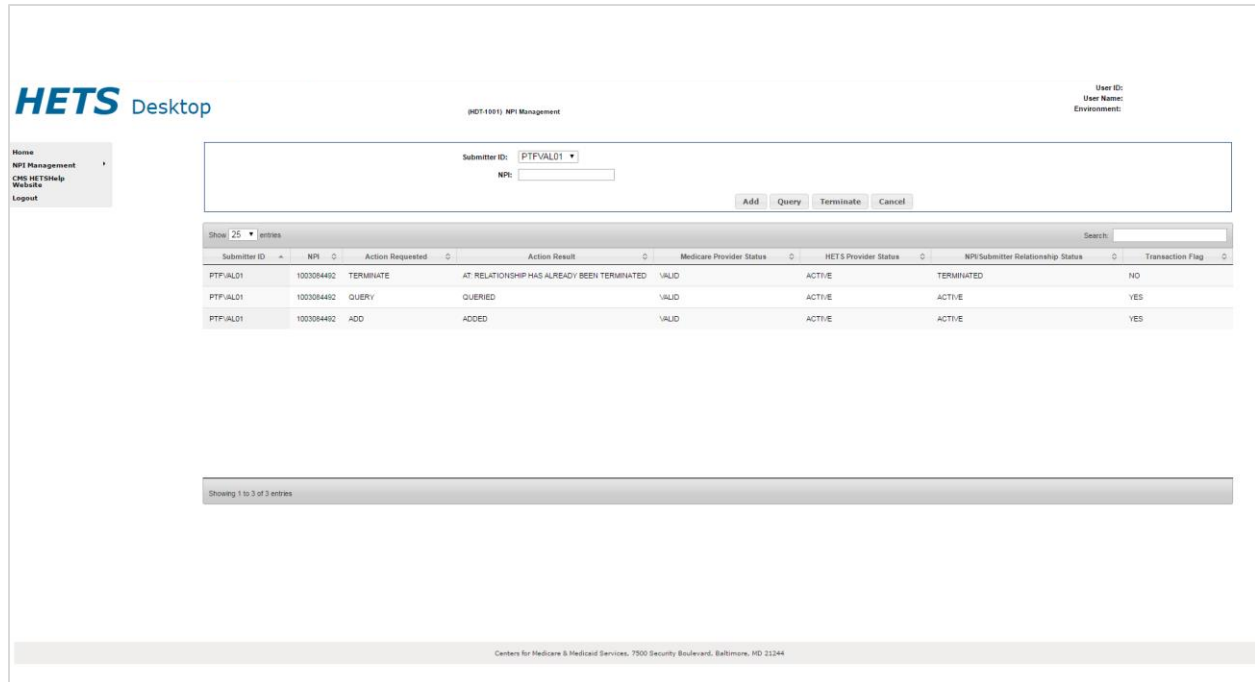 HETS Desktop
(HDT-1001) NPI Management
User ID:
User Name:
Environment:
Home
NPI Management
CMS HETSHelp
Website
Logout
Submitter ID: PTFVAL01
NPI:
Add Query Terminate Cancel
Show 25 entries Search:
Submitter ID NPI Action Requested Action Result Medicare Provider Status HETS Provider Status NPI/Submitter Relationship Status Transaction Flag
PTFVAL01 1003084492 TERMINATE AT: RELATIONSHIP HAS ALREADY BEEN TERMINATED VALID ACTIVE TERMINATED NO
PTFVAL01 1003084492 QUERY QUERIED VALID ACTIVE ACTIVE YES
PTFVAL01 1003084492 ADD ADDED VALID ACTIVE ACTIVE YES
Showing 1 to 3 of 3 entries
Centers for Medicare & Medicaid Services, 7500 Security Boulevard, Baltimore, MD 21244